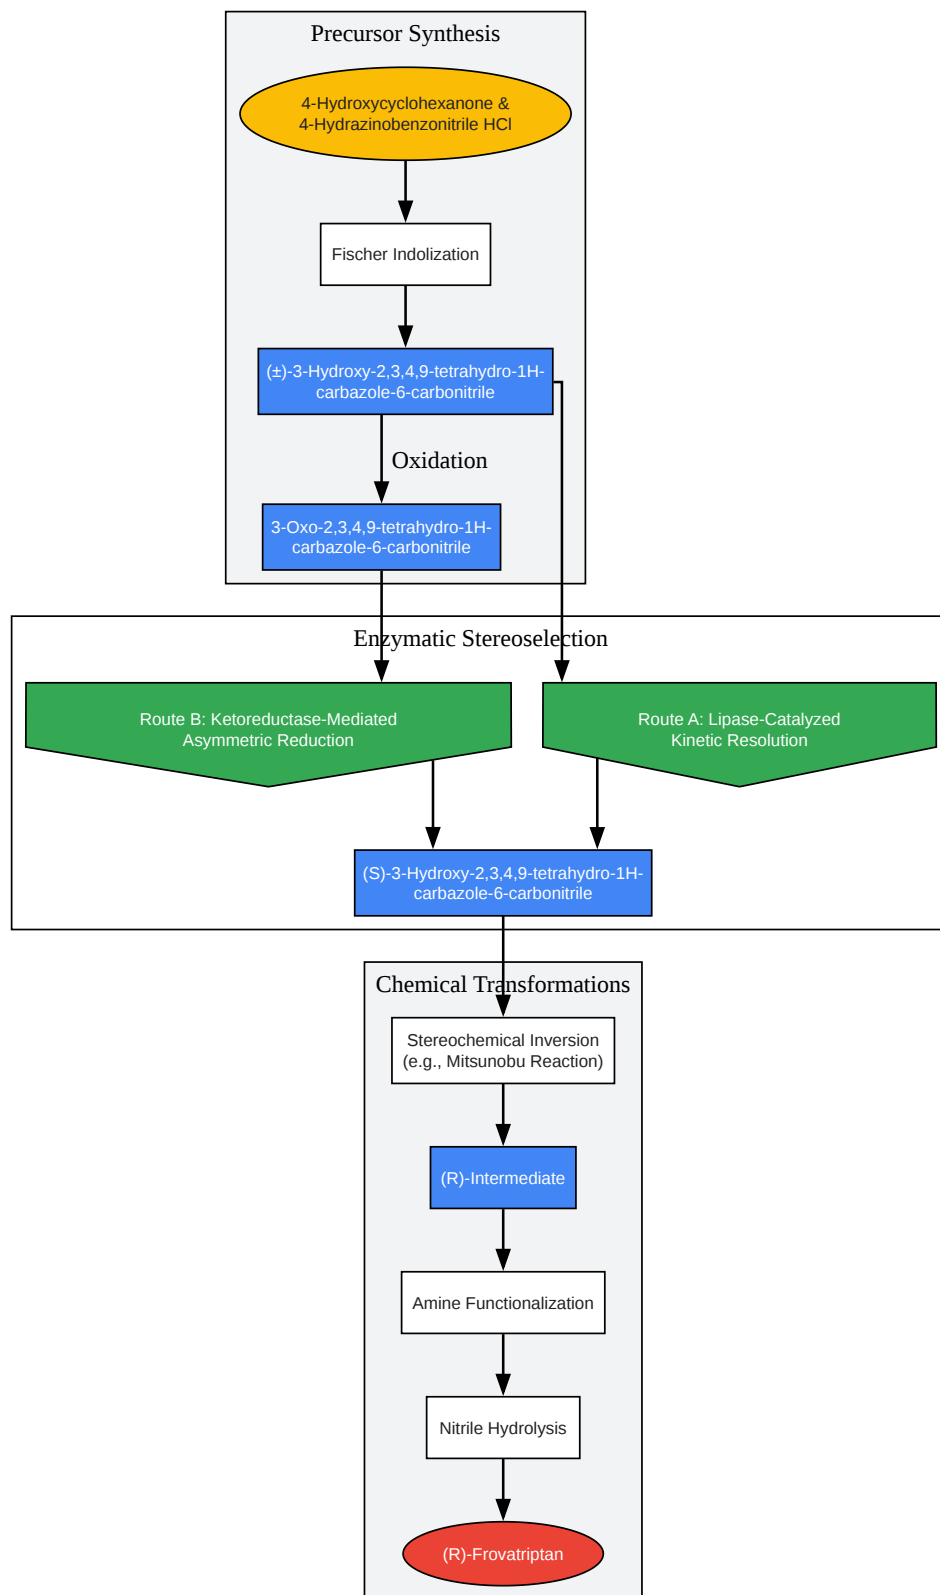 Precursor Synthesis
4-Hydroxycyclohexanone &
4-Hydrazinobenzonitrile HCl
Fischer Indolization
(±)-3-Hydroxy-2,3,4,9-tetrahydro-1H-
carbazole-6-carbonitrile
Oxidation
3-Oxo-2,3,4,9-tetrahydro-1H-
carbazole-6-carbonitrile
Enzymatic Stereoselection
Route B: Ketoreductase-Mediated
Asymmetric Reduction
Route A: Lipase-Catalyzed
Kinetic Resolution
(S)-3-Hydroxy-2,3,4,9-tetrahydro-1H-
carbazole-6-carbonitrile
Chemical Transformations
Stereochemical Inversion
(e.g., Mitsunobu Reaction)
(R)-Intermediate
Amine Functionalization
Nitrile Hydrolysis
(R)-Frovatriptan